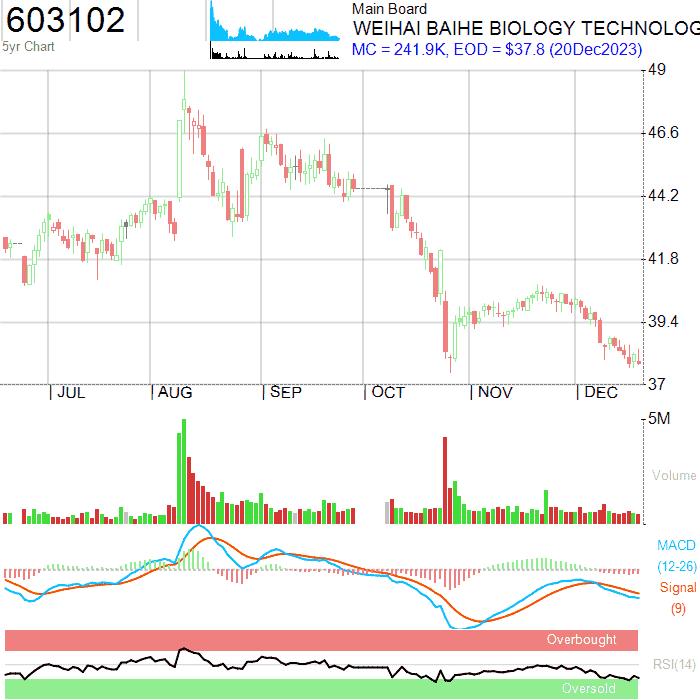 603102
5yr Chart
Main Board
WEIHAI BAIHE BIOLOGY TECHNOLOG
MC = 241.9K, EOD = $37.8 (20Dec2023)
49
46.6
44.2
41.8
39.4
37
JUL AUG SEP OCT NOV DEC
5M
Volume
MACD
(12-26)
Signal
(9)
Overbought
RSI(14)
Oversold